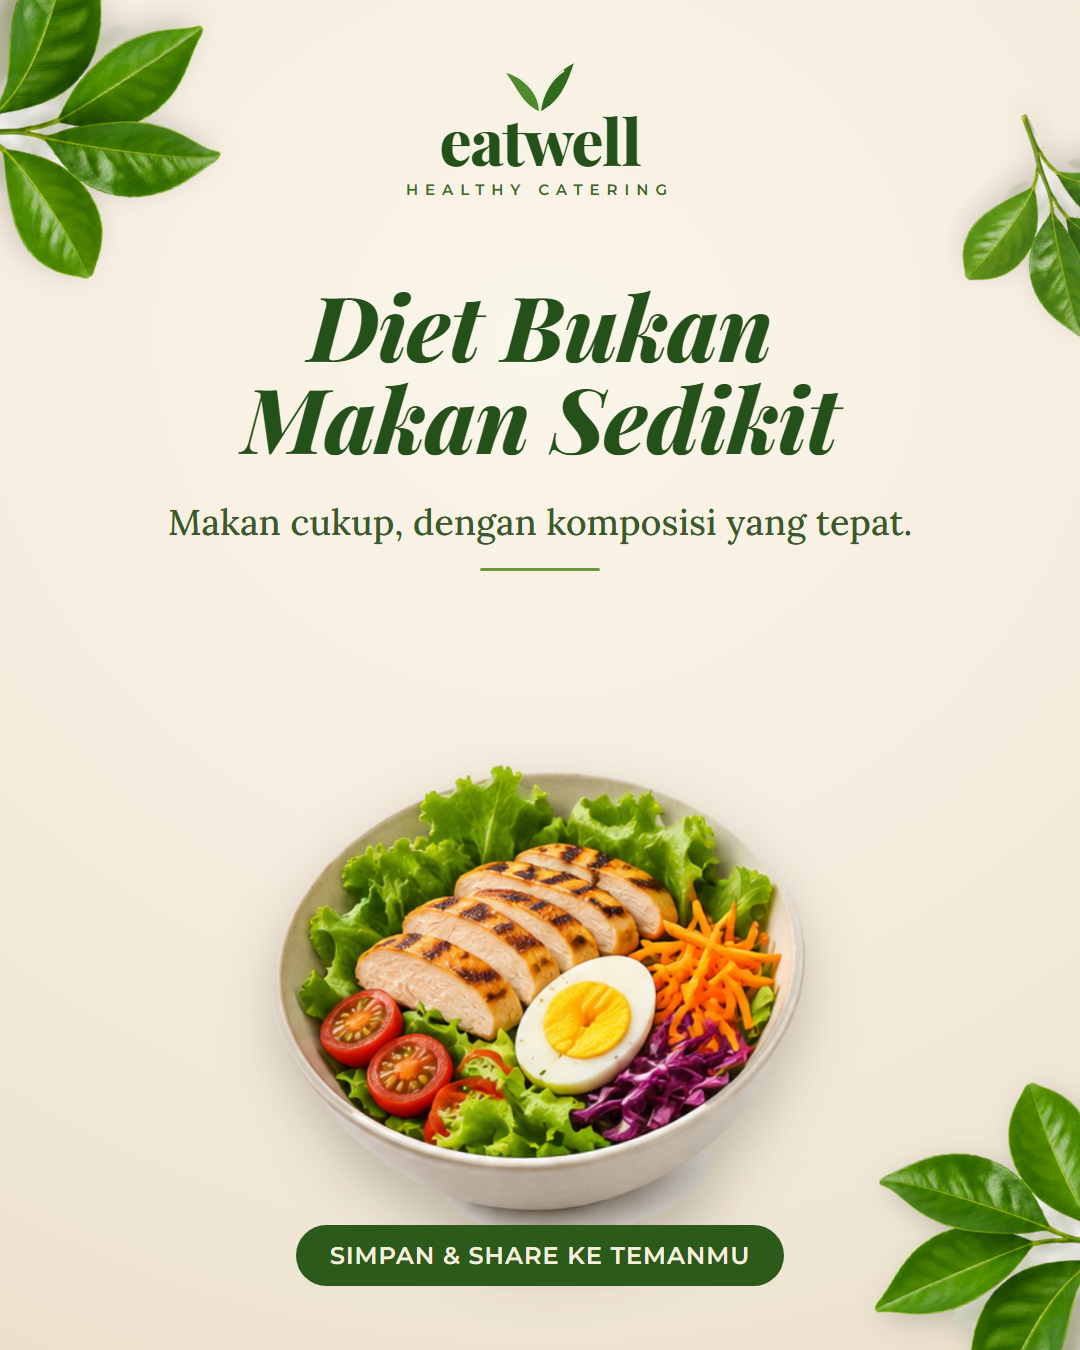 eatwell
HEALTHY CATERING
Diet Bukan
Makan Sedikit
Makan cukup, dengan komposisi yang tepat.
SIMPAN & SHARE KE TEMANMU